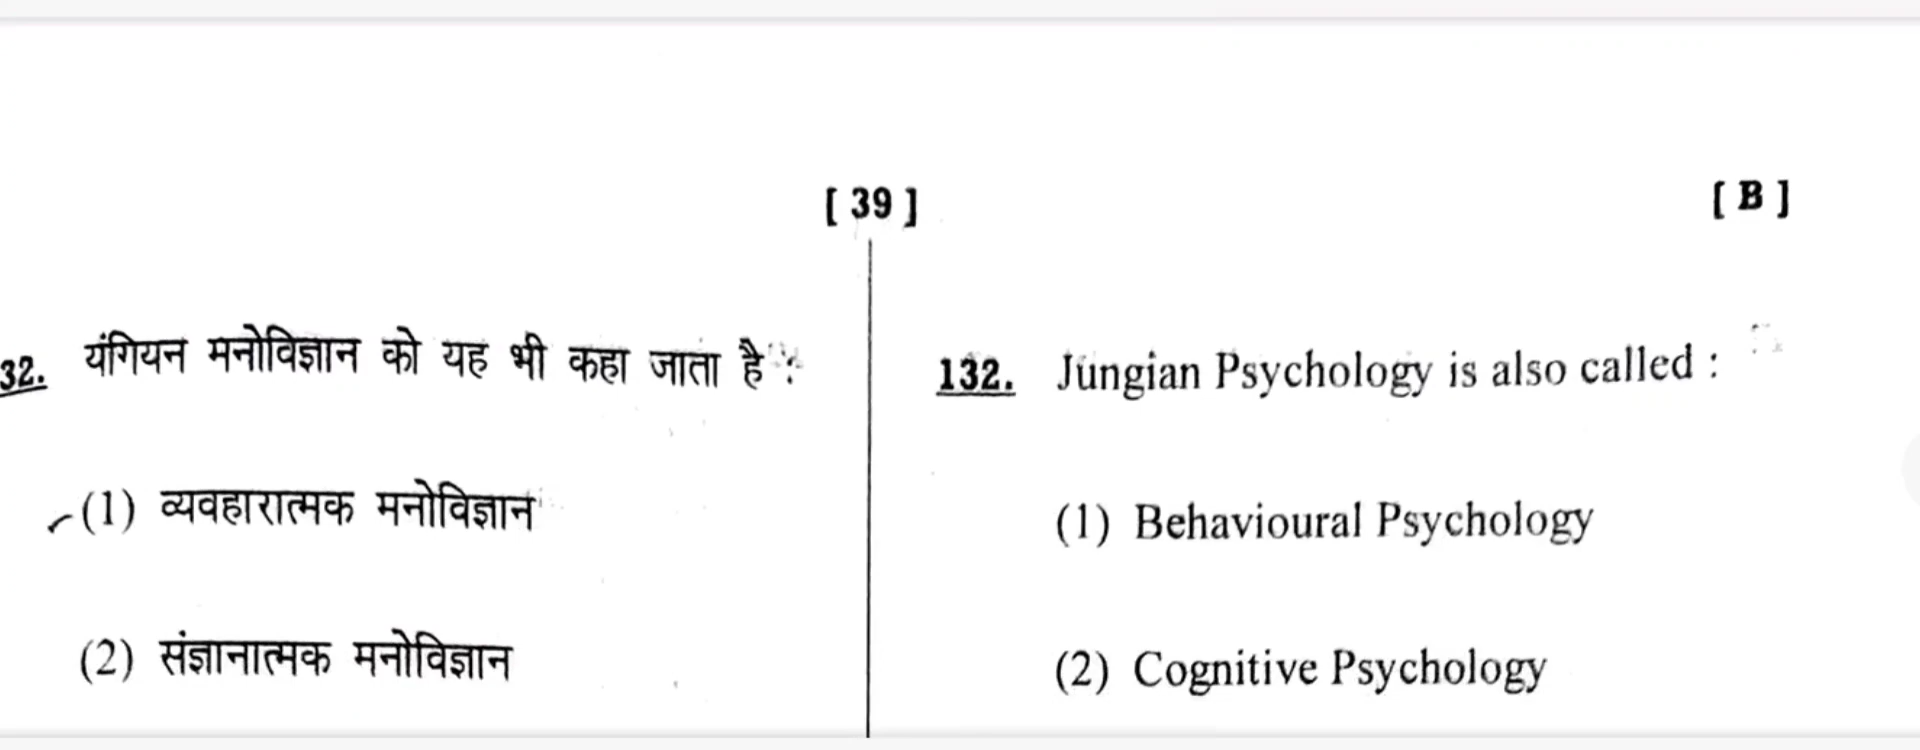 [ 39 ]
[ B ]
32. यंगियन मनोविज्ञान को यह भी कहा जाता है :
(1) व्यवहारात्मक मनोविज्ञान
(2) संज्ञानात्मक मनोविज्ञान
132. Jungian Psychology is also called :
(1) Behavioural Psychology
(2) Cognitive Psychology